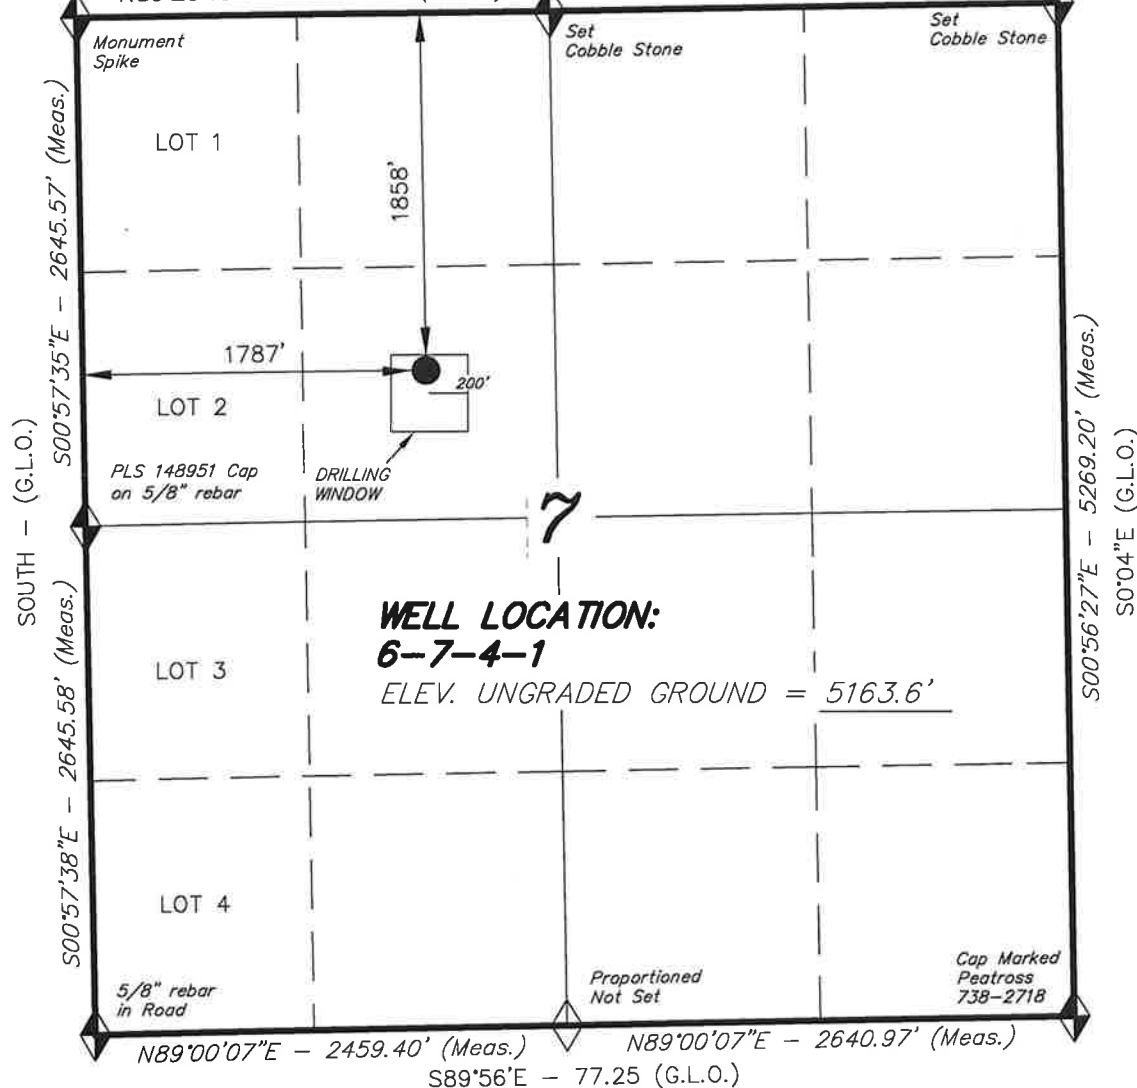 Monument
Spike
Set
Cobble Stone
Set
Cobble Stone
LOT 1
S00°57'35"E - 2645.57' (Meas.)
1858'
1787'
200'
LOT 2
PLS 148951 Cap
on 5/8" rebar
DRILLING
WINDOW
SOUTH - (G.L.O.)
S00°56'27"E - 5269.20' (Meas.)
S0°04"E (G.L.O.)
7
WELL LOCATION:
6-7-4-1
ELEV. UNGRADED GROUND = 5163.6'
S00°57'38"E - 2645.58' (Meas.)
LOT 3
LOT 4
5/8" rebar
in Road
Proportioned
Not Set
Cap Marked
Peatross
738-2718
N89°00'07"E - 2459.40' (Meas.)
N89°00'07"E - 2640.97' (Meas.)
S89°56'E - 77.25 (G.L.O.)